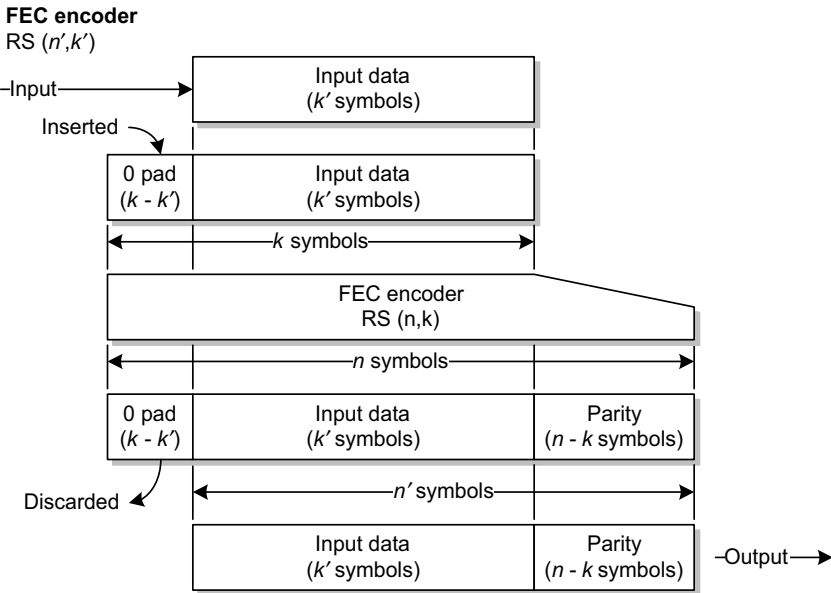 FEC encoder
RS (n′,k′)
Input
Input data
(k′ symbols)
Inserted
0 pad
(k - k′)
Input data
(k′ symbols)
k symbols
FEC encoder
RS (n,k)
n symbols
0 pad
(k - k′)
Input data
(k′ symbols)
Parity
(n - k symbols)
Discarded
n′ symbols
Input data
(k′ symbols)
Parity
(n - k symbols)
Output